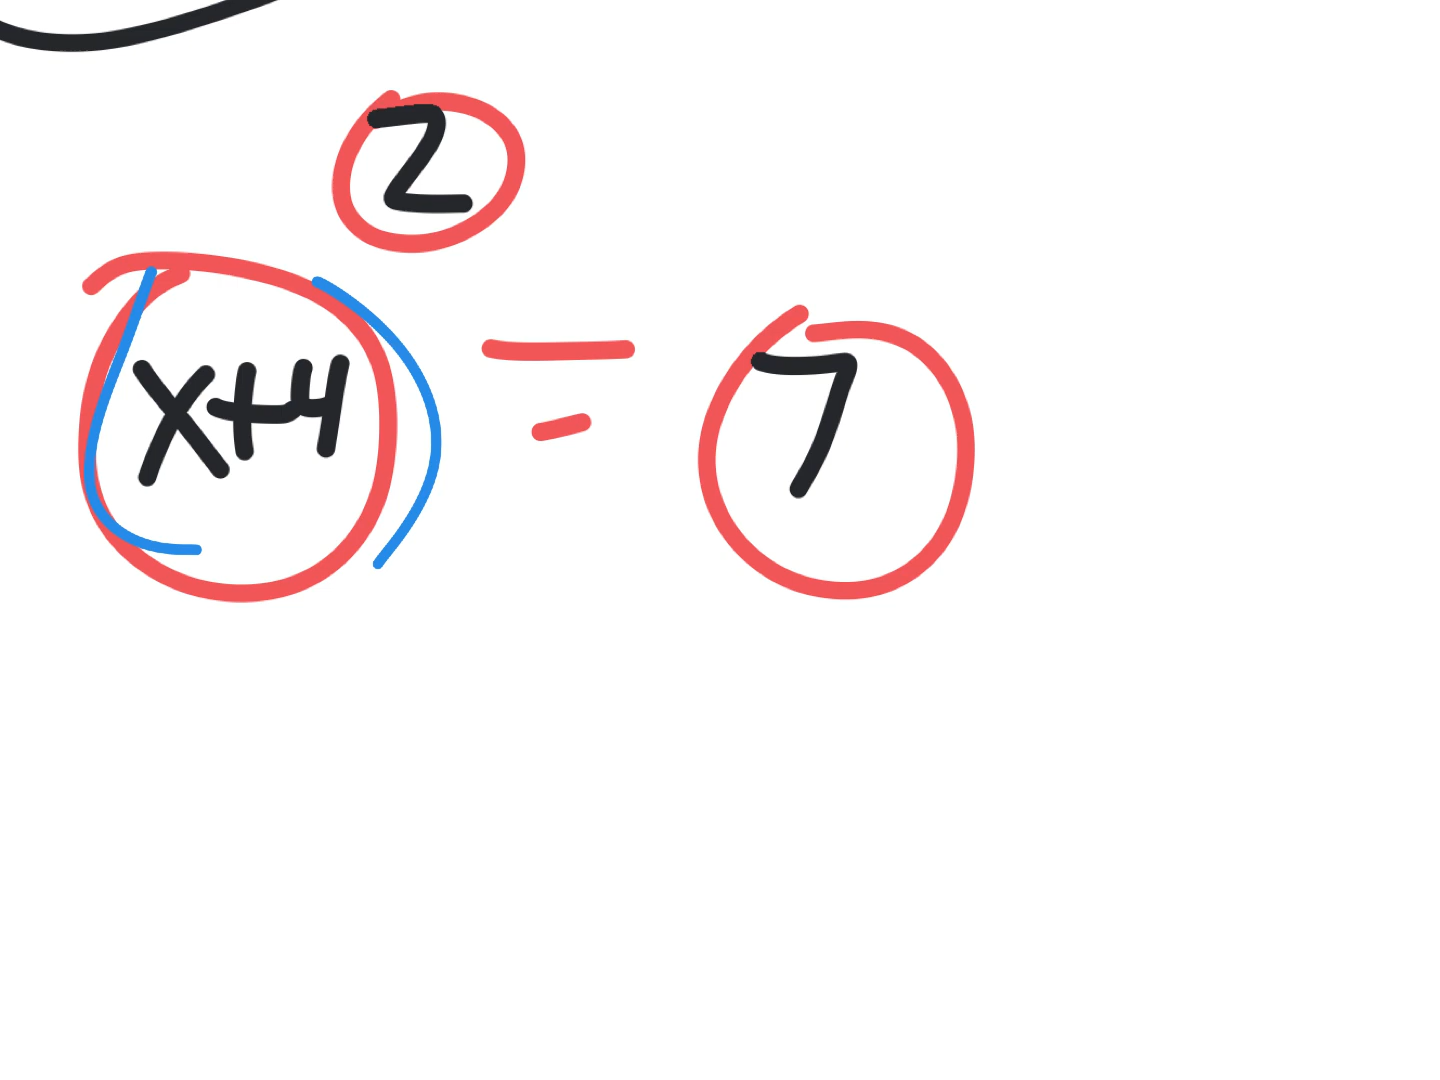 2
(x+4) = 7